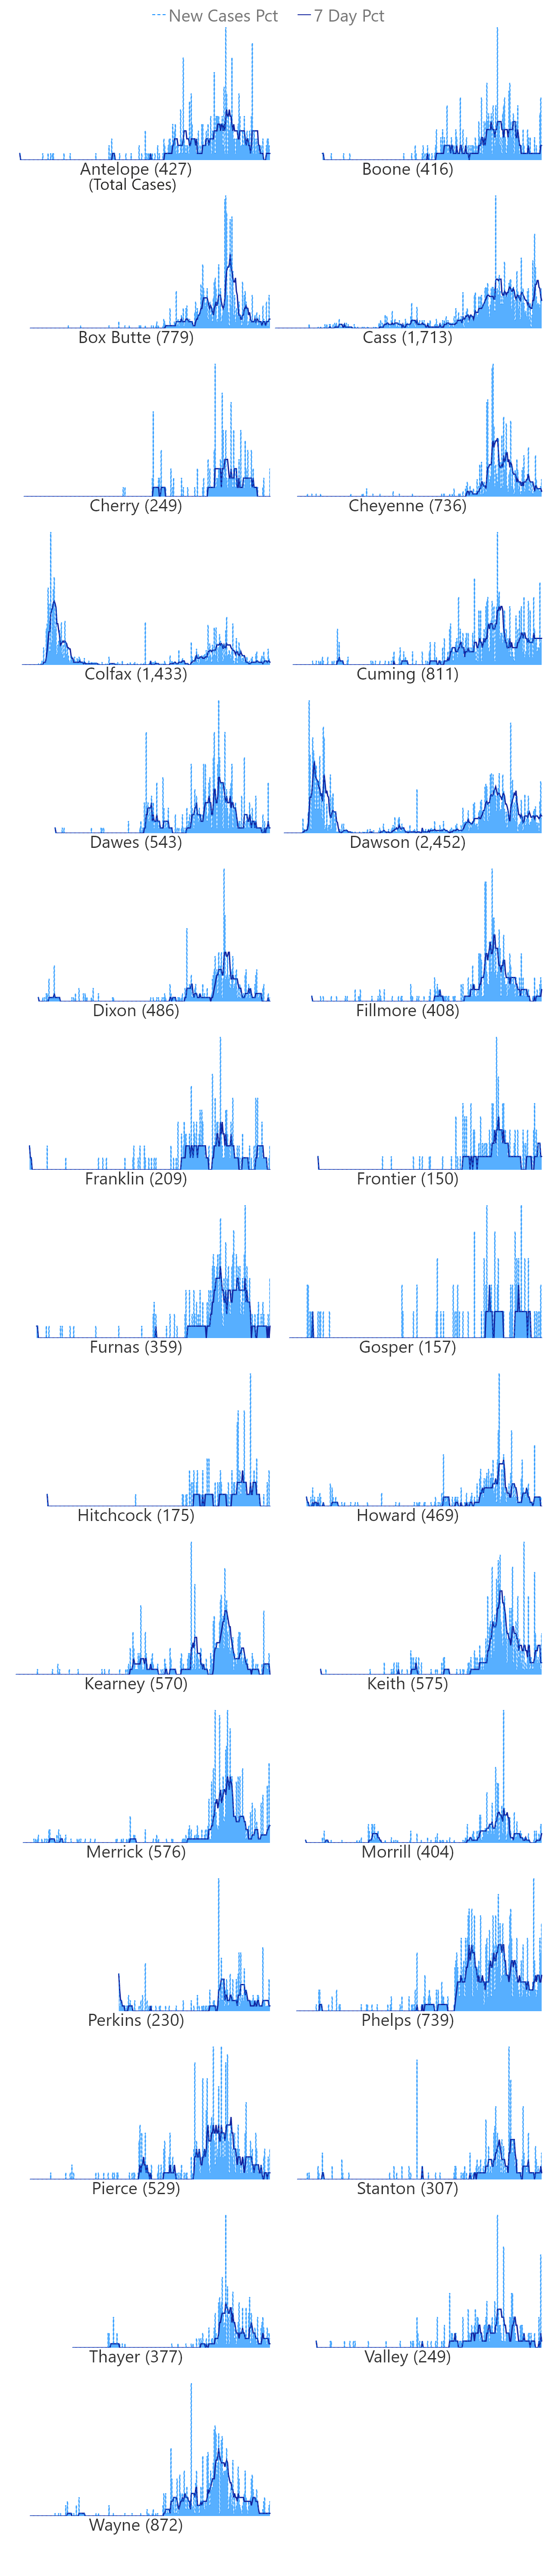 New Cases Pct 7 Day Pct
Antelope (427) Boone (416)
(Total Cases)
Box Butte (779) Cass (1,713)
Cherry (249) Cheyenne (736)
Colfax (1,433) Cuming (811)
Dawes (543) Dawson (2,452)
Dixon (486) Fillmore (408)
Franklin (209) Frontier (150)
Furnas (359) Gosper (157)
Hitchcock (175) Howard (469)
Kearney (570) Keith (575)
Merrick (576) Morrill (404)
Perkins (230) Phelps (739)
Pierce (529) Stanton (307)
Thayer (377) Valley (249)
Wayne (872)